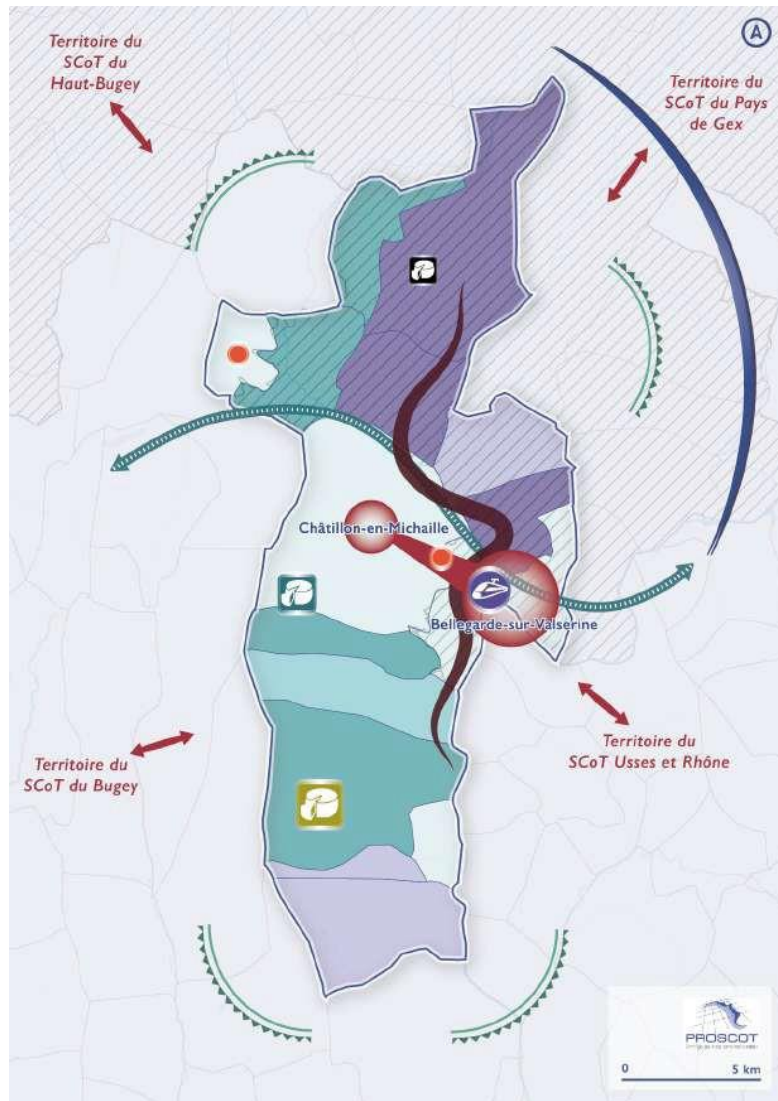 A
Territoire du
SCoT du
Haut-Bugey
Territoire du
SCoT du Pays
de Gex
Châtillon-en-Michaille
Bellegarde-sur-Valserine
Territoire du
SCoT Usses et Rhône
Territoire du
SCoT du Bugey
PROSCOT
0 5 km